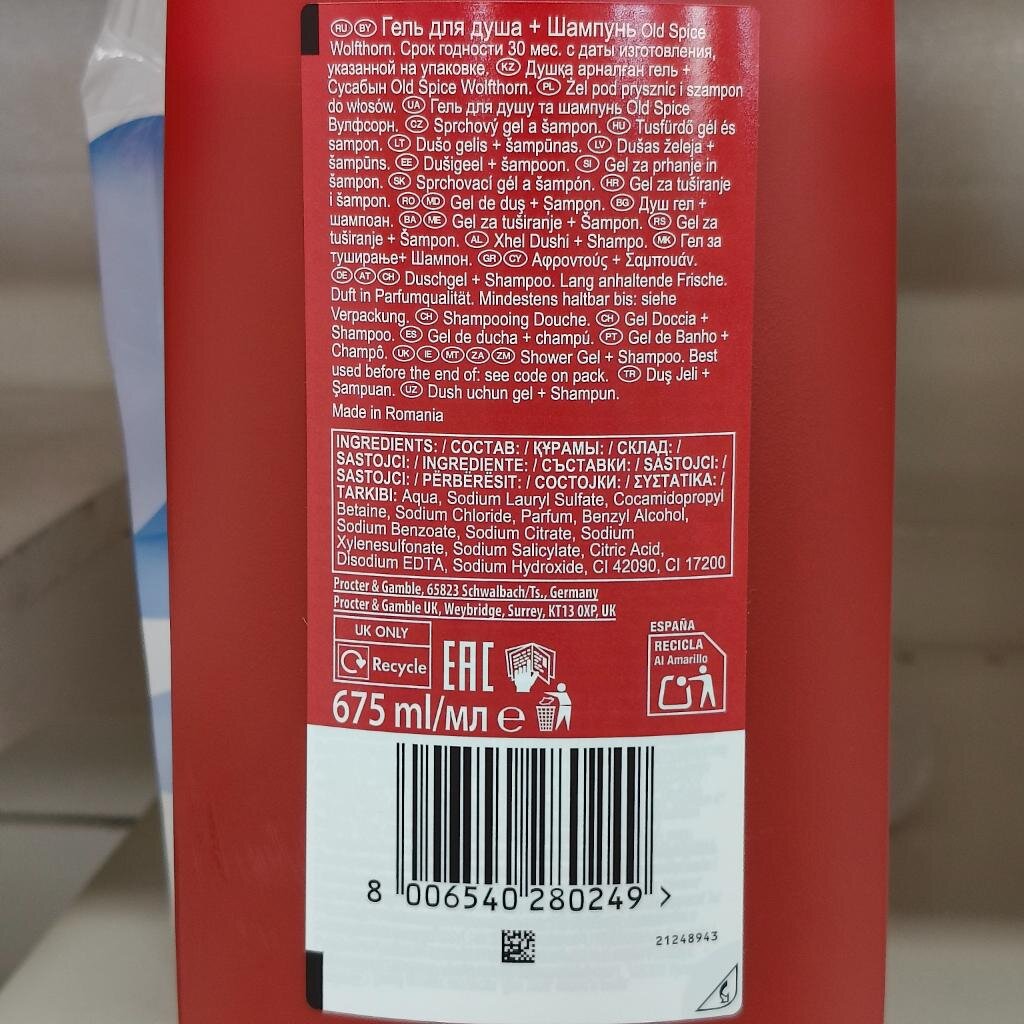 RU BY Гель для душа + Шампунь Old Spice
Wolfthorn. Срок годности 30 мес. с даты изготовления,
указанной на упаковке. KZ Душқа арналған гель +
Сусабын Old Spice Wolfthorn. PL Żel pod prysznic i szampon
do włosów. UA Гель для душу та шампунь Old Spice
Вулфсорн. CZ Sprchový gel a šampon. HU Tusfürdő gél és
sampon. LT Dušo gelis + šampūnas. LV Dušas želeja +
šampūns. EE Dušigeel + šampoon. SI Gel za prhanje in
šampon. SK Sprchovací gél a šampón. HR Gel za tuširanje
i šampon. RO MD Gel de duş + Şampon. BG Душ гел +
шампоан. BA ME Gel za tuširanje + Šampon. RS Gel za
tuširanje + Šampon. AL Xhel Dushi + Shampo. MK Гел за
туширање+ Шампон. GR CY Αφροντούς + Σαμπουάν.
DE AT CH Duschgel + Shampoo. Lang anhaltende Frische.
Duft in Parfumqualität. Mindestens haltbar bis: siehe
Verpackung. CH Shampooing Douche. CH Gel Doccia +
Shampoo. ES Gel de ducha + champú. PT Gel de Banho +
Champô. UK IE MT ZA ZM Shower Gel + Shampoo. Best
used before the end of: see code on pack. TR Duş Jeli +
Şampuan. UZ Dush uchun gel + Shampun.
Made in Romania
INGREDIENTS: / СОСТАВ: / ҚҰРАМЫ: / СКЛАД: /
SASTOJCI: / INGREDIENTE: / СЪСТАВКИ: / SASTOJCI: /
SASTOJCI: / PËRBËRËSIT: / СОСТОЈКИ: / ΣΥΣΤΑΤΙΚΑ: /
TARKIBI: Aqua, Sodium Lauryl Sulfate, Cocamidopropyl
Betaine, Sodium Chloride, Parfum, Benzyl Alcohol,
Sodium Benzoate, Sodium Citrate, Sodium
Xylenesulfonate, Sodium Salicylate, Citric Acid,
Disodium EDTA, Sodium Hydroxide, CI 42090, CI 17200
Procter & Gamble, 65823 Schwalbach/Ts., Germany
Procter & Gamble UK, Weybridge, Surrey, KT13 0XP, UK
UK ONLY
Recycle
EAC
ESPAÑA
RECICLA
Al Amarillo
675 ml/мл e
8 006540 280249 >
21248943